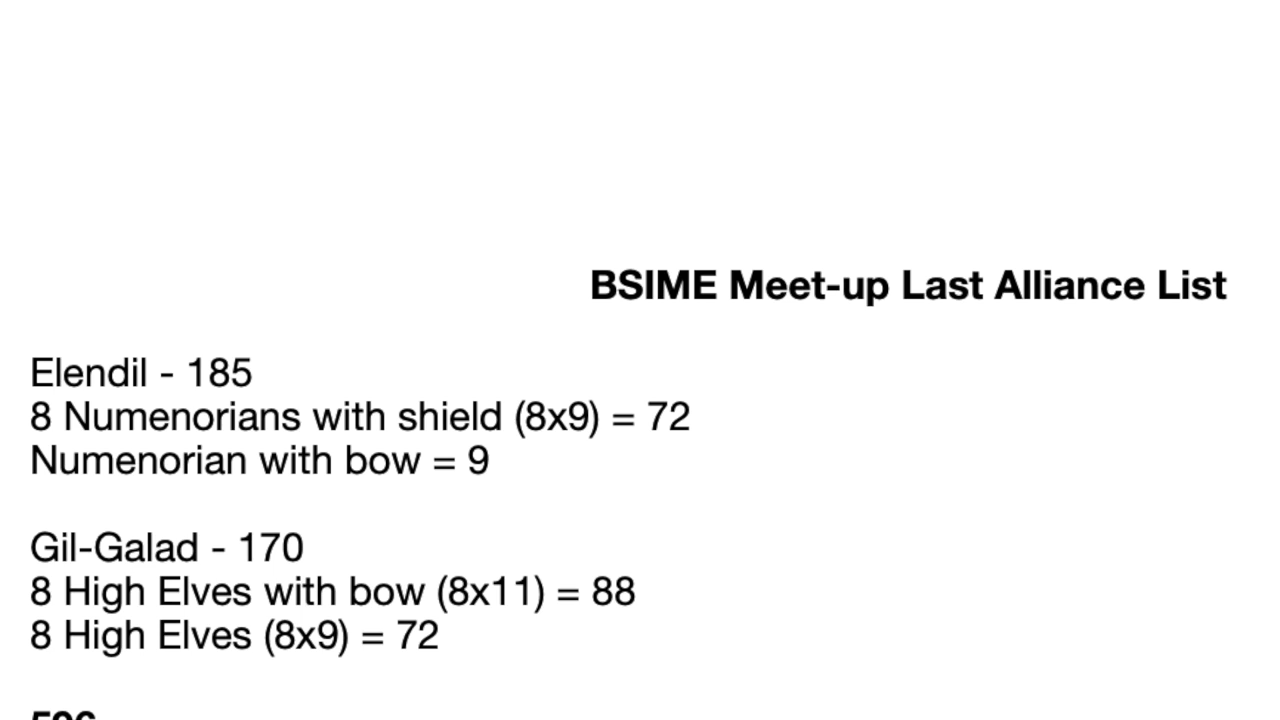 BSIME Meet-up Last Alliance List
Elendil - 185
8 Numenorians with shield (8x9) = 72
Numenorian with bow = 9
Gil-Galad - 170
8 High Elves with bow (8x11) = 88
8 High Elves (8x9) = 72
596